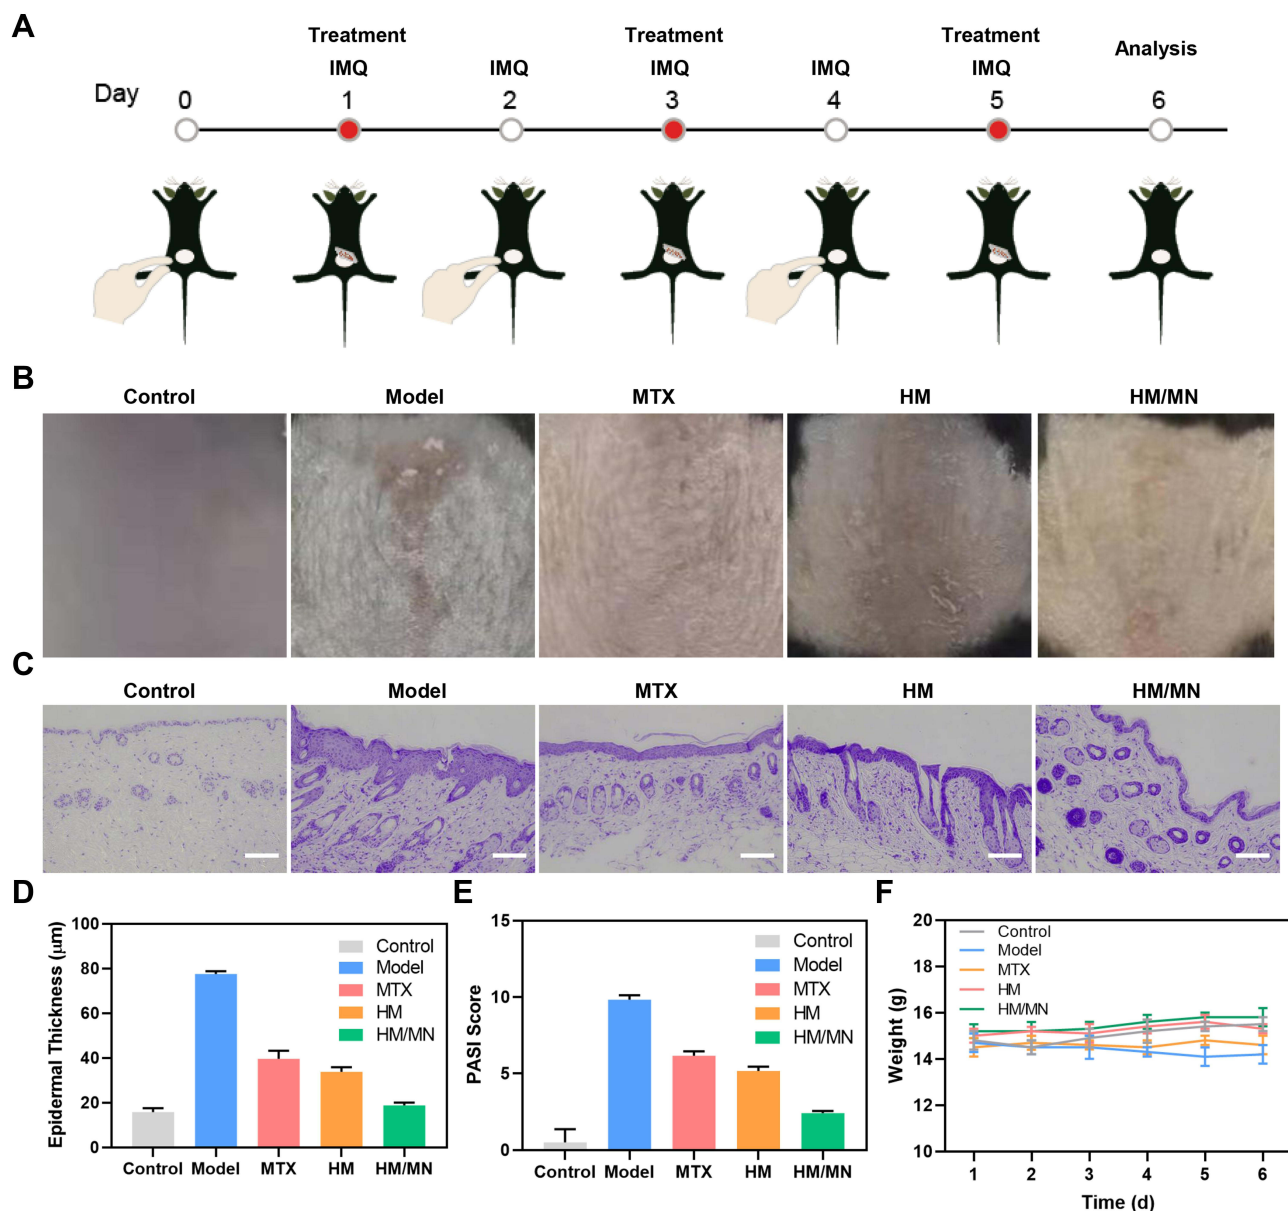 A
Treatment Treatment Treatment Analysis
IMQ IMQ IMQ IMQ IMQ
Day 0 1 2 3 4 5 6
B
Control Model MTX HM HM/MN
C
Control Model MTX HM HM/MN
D
Epidermal Thickness (μm)
100
80
60
40
20
0
Control
Model
MTX
HM
HM/MN
Control Model MTX HM HM/MN
E
PASI Score
15
10
5
0
Control
Model
MTX
HM
HM/MN
Control Model MTX HM HM/MN
F
Weight (g)
20
18
16
14
12
10
Control
Model
MTX
HM
HM/MN
1 2 3 4 5 6
Time (d)